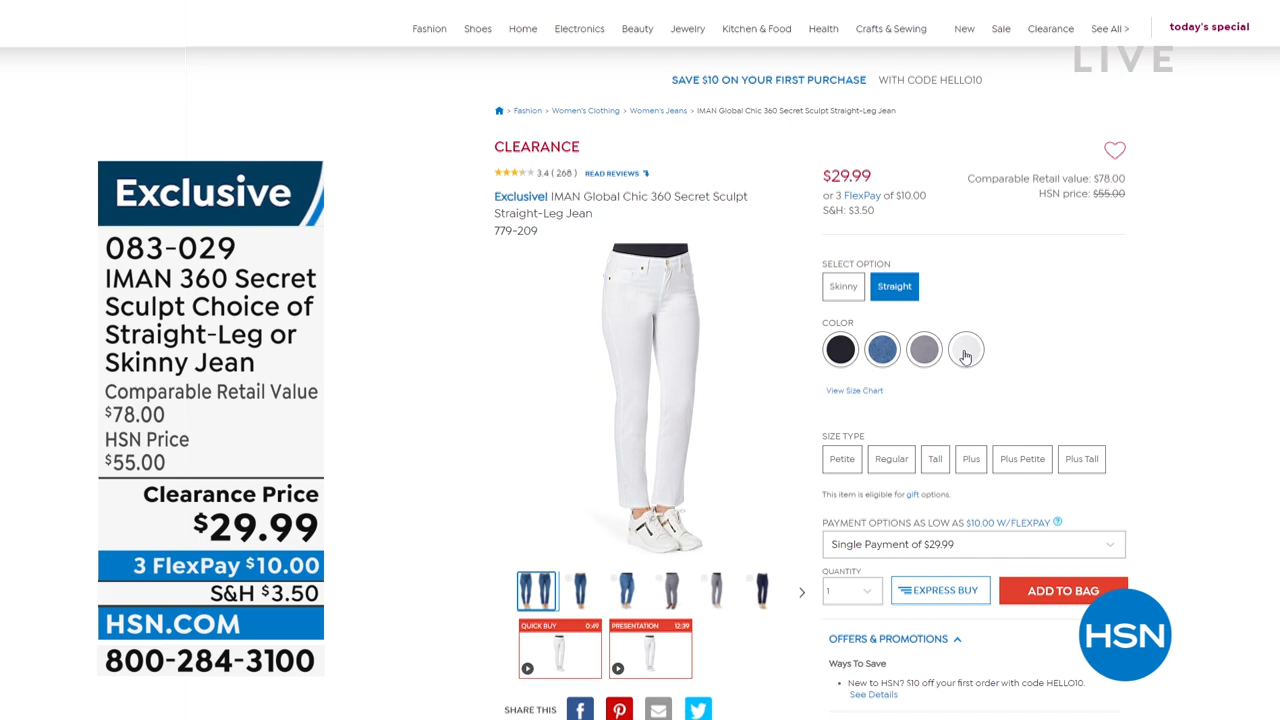 Fashion Shoes Home Electronics Beauty Jewelry Kitchen & Food Health Crafts & Sewing New Sale Clearance See All > today's special
LIVE
SAVE $10 ON YOUR FIRST PURCHASE WITH CODE HELLO10
> Fashion > Women's Clothing > Women's Jeans > IMAN Global Chic 360 Secret Sculpt Straight-Leg Jean
Exclusive
083-029
IMAN 360 Secret
Sculpt Choice of
Straight-Leg or
Skinny Jean
Comparable Retail Value
$78.00
HSN Price
$55.00
Clearance Price
$29.99
3 FlexPay $10.00
S&H $3.50
HSN.COM
800-284-3100
CLEARANCE
3.4 ( 268 ) READ REVIEWS
Exclusive! IMAN Global Chic 360 Secret Sculpt
Straight-Leg Jean
779-209
QUICK BUY 0:49
PRESENTATION 12:39
SHARE THIS
$29.99
or 3 FlexPay of $10.00
S&H: $3.50
Comparable Retail value: $78.00
HSN price: $55.00
SELECT OPTION
Skinny Straight
COLOR
View Size Chart
SIZE TYPE
Petite Regular Tall Plus Plus Petite Plus Tall
This item is eligible for gift options.
PAYMENT OPTIONS AS LOW AS $10.00 W/FLEXPAY ?
Single Payment of $29.99
QUANTITY
1 EXPRESS BUY ADD TO BAG
HSN
OFFERS & PROMOTIONS
Ways To Save
• New to HSN? $10 off your first order with code HELLO10.
See Details